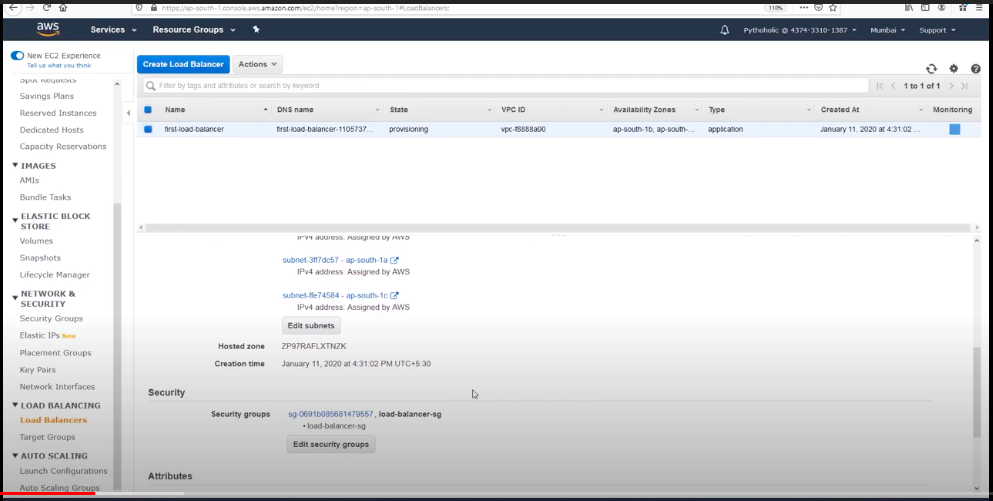 https://ap-south-1.console.aws.amazon.com/ec2/home?region=ap-south-1#LoadBalancers:
110%
aws
Services
Resource Groups
Pytholic @ 4374-3310-1387
Mumbai
Support
New EC2 Experience
Tell us what you think
Spot Requests
Savings Plans
Reserved Instances
Dedicated Hosts
Capacity Reservations
IMAGES
AMIs
Bundle Tasks
ELASTIC BLOCK
STORE
Volumes
Snapshots
Lifecycle Manager
NETWORK &
SECURITY
Security Groups
Elastic IPs New
Placement Groups
Key Pairs
Network Interfaces
LOAD BALANCING
Load Balancers
Target Groups
AUTO SCALING
Launch Configurations
Auto Scaling Groups
Create Load Balancer
Actions
Filter by tags and attributes or search by keyword
1 to 1 of 1
Name DNS name State VPC ID Availability Zones Type Created At Monitoring
first-load-balancer first-load-balancer-1105737... provisioning vpc-f8888a90 ap-south-1b, ap-south-... application January 11, 2020 at 4:31:02 ...
IPv4 address: Assigned by AWS
subnet-3ff7dc57 - ap-south-1a
IPv4 address: Assigned by AWS
subnet-ffe74584 - ap-south-1c
IPv4 address: Assigned by AWS
Edit subnets
Hosted zone ZP97RAFLXTNZK
Creation time January 11, 2020 at 4:31:02 PM UTC+5:30
Security
Security groups sg-0691b085681479557, load-balancer-sg
• load-balancer-sg
Edit security groups
Attributes